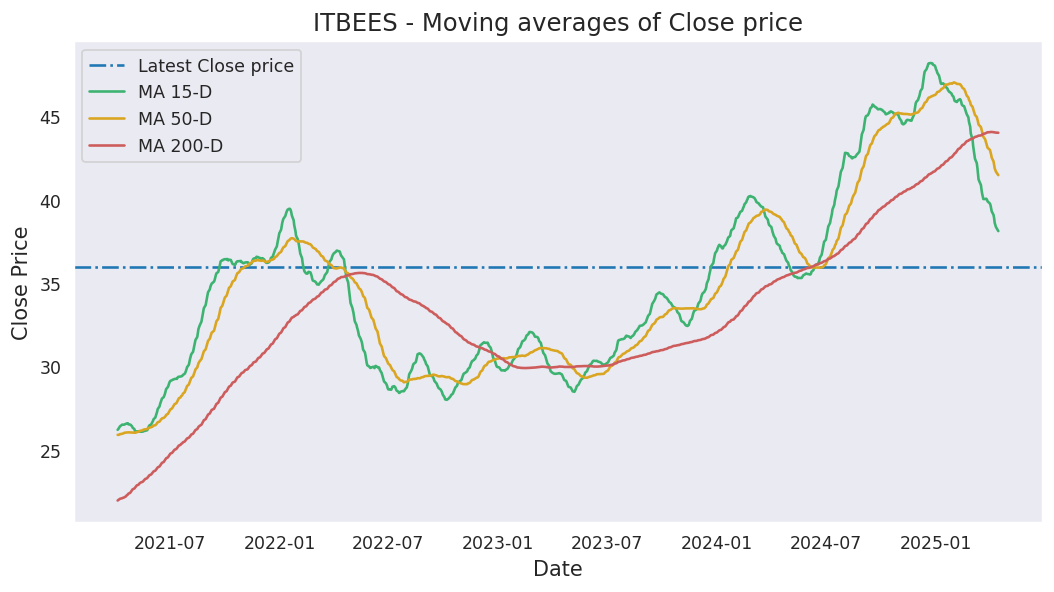 ITBEES - Moving averages of Close price
Latest Close price
MA 15-D
MA 50-D
MA 200-D
Close Price
45
40
35
30
25
2021-07 2022-01 2022-07 2023-01 2023-07 2024-01 2024-07 2025-01
Date